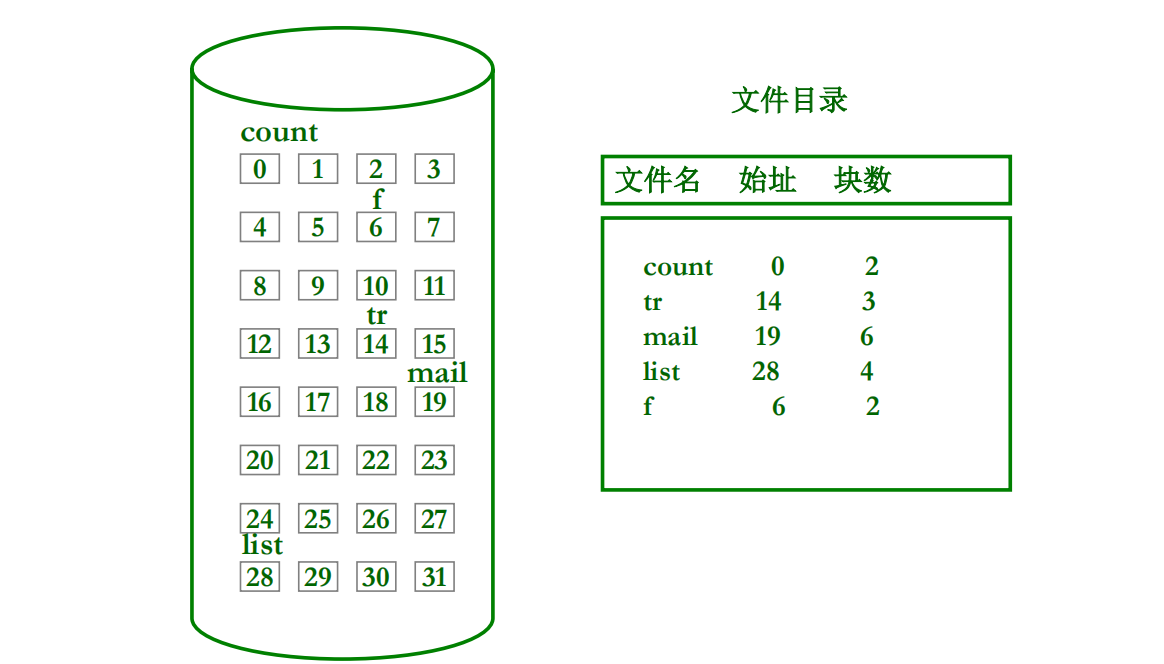 count
0 1 2 3
f
4 5 6 7
8 9 10 11
tr
12 13 14 15
mail
16 17 18 19
20 21 22 23
24 25 26 27
list
28 29 30 31
文件目录
文件名 始址 块数
count 0 2
tr 14 3
mail 19 6
list 28 4
f 6 2